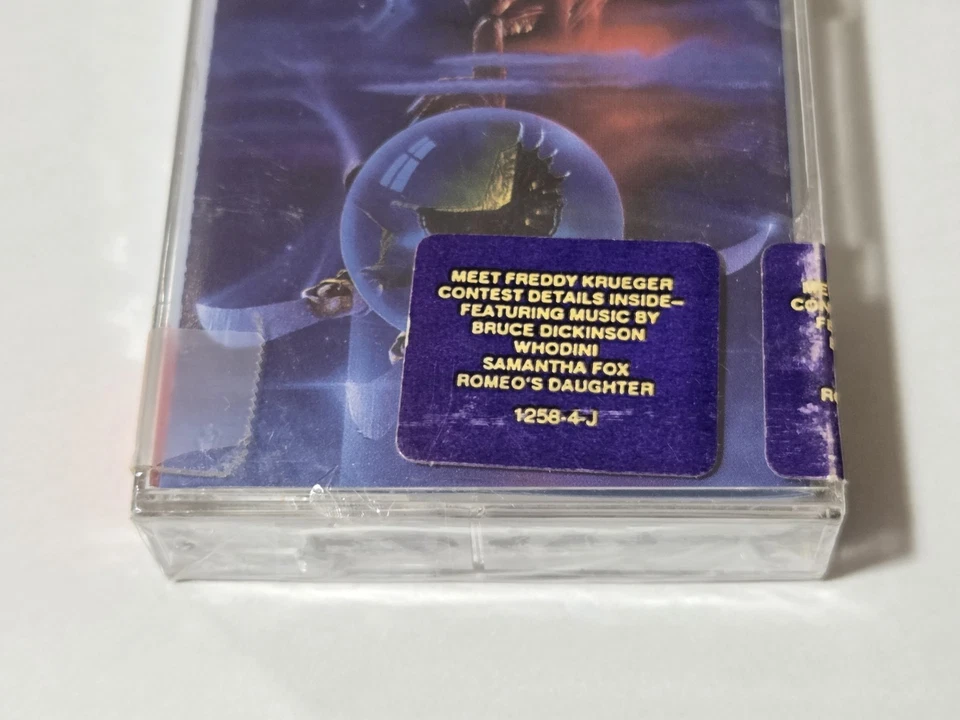 MEET FREDDY KRUEGER
CONTEST DETAILS INSIDE—
FEATURING MUSIC BY
BRUCE DICKINSON
WHODINI
SAMANTHA FOX
ROMEO'S DAUGHTER
1258-4-J